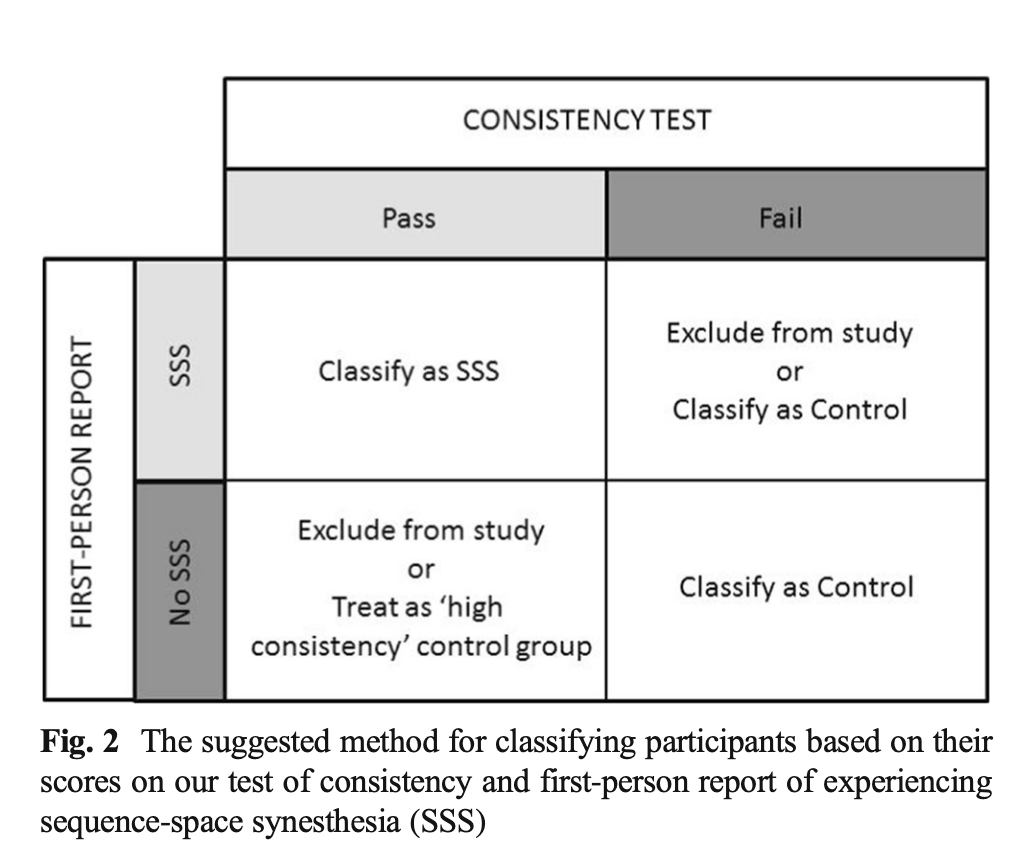 CONSISTENCY TEST
Pass
Fail
FIRST-PERSON REPORT
SSS
Classify as SSS
Exclude from study
or
Classify as Control
No SSS
Exclude from study
or
Treat as ‘high
consistency’ control group
Classify as Control
Fig. 2 The suggested method for classifying participants based on their
scores on our test of consistency and first-person report of experiencing
sequence-space synesthesia (SSS)